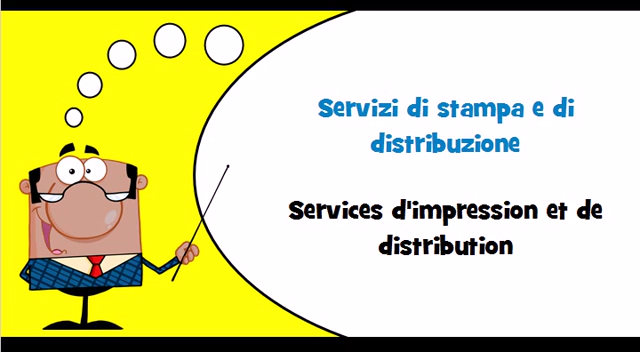 Servizi di stampa e di
distribuzione
Services d'impression et de
distribution